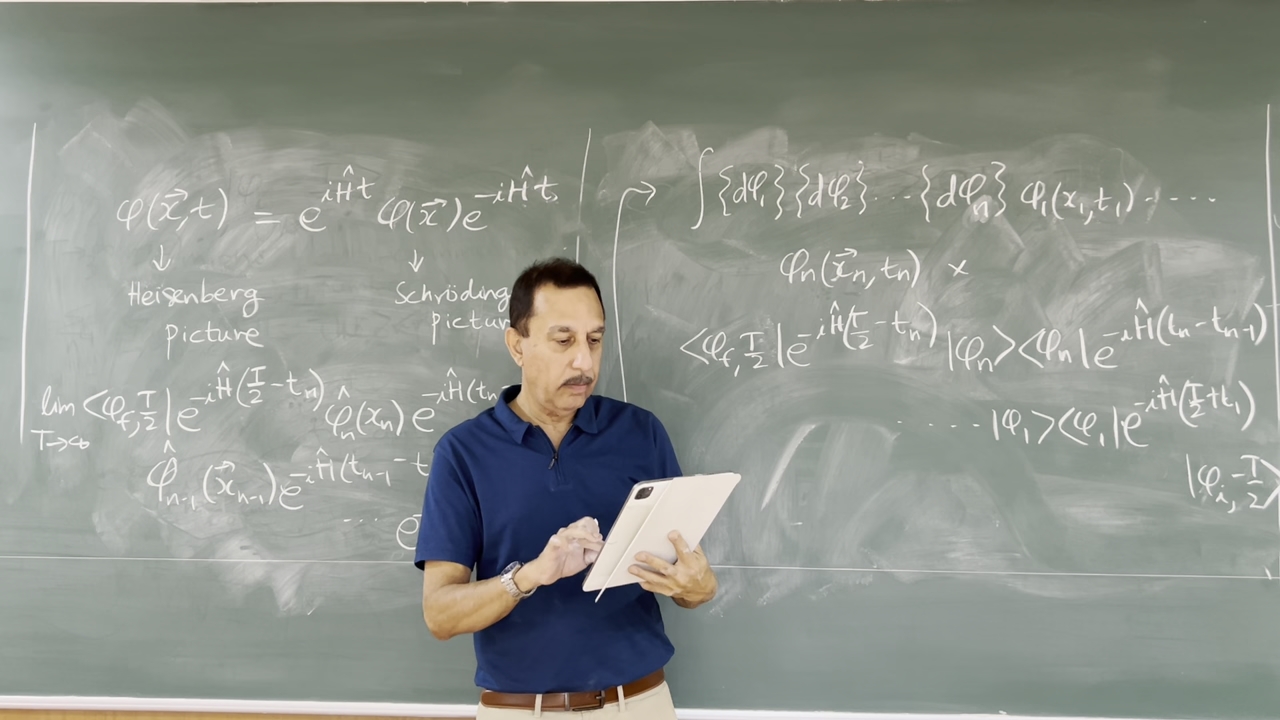 φ(x⃗,t) = e^{iĤt} φ(x⃗)e^{-iĤt}
↓ ↓
Heisenberg Schröding
picture pictur
lim <φ_f,T/2| e^{-iĤ(T/2-t_n)} φ̂_n(x_n) e^{-iĤ(t_n
T→∞
φ̂_{n-1}(x⃗_{n-1})e^{-iĤ(t_{n-1}-t
... e
→ ∫{dφ_1}{dφ_2}...{dφ_n} φ_1(x_1,t_1)....
φ_n(x⃗_n,t_n) ×
<φ_f,T/2|e^{-iĤ(T/2-t_n)}|φ_n><φ_n|e^{-iĤ(t_n-t_{n-1})}
.....|φ_1><φ_1|e^{-iĤ(T/2+t_1)}
|φ_i,-T/2>